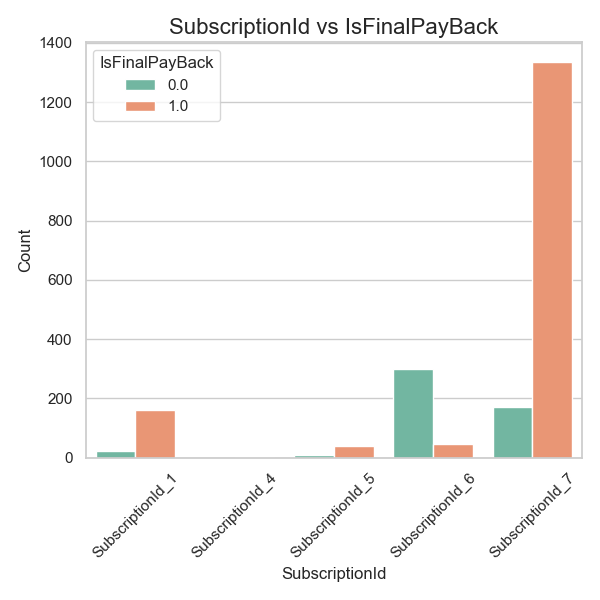 SubscriptionId vs IsFinalPayBack
IsFinalPayBack
0.0
1.0
1400
1200
1000
800
600
400
200
0
Count
SubscriptionId_1
SubscriptionId_4
SubscriptionId_5
SubscriptionId_6
SubscriptionId_7
SubscriptionId